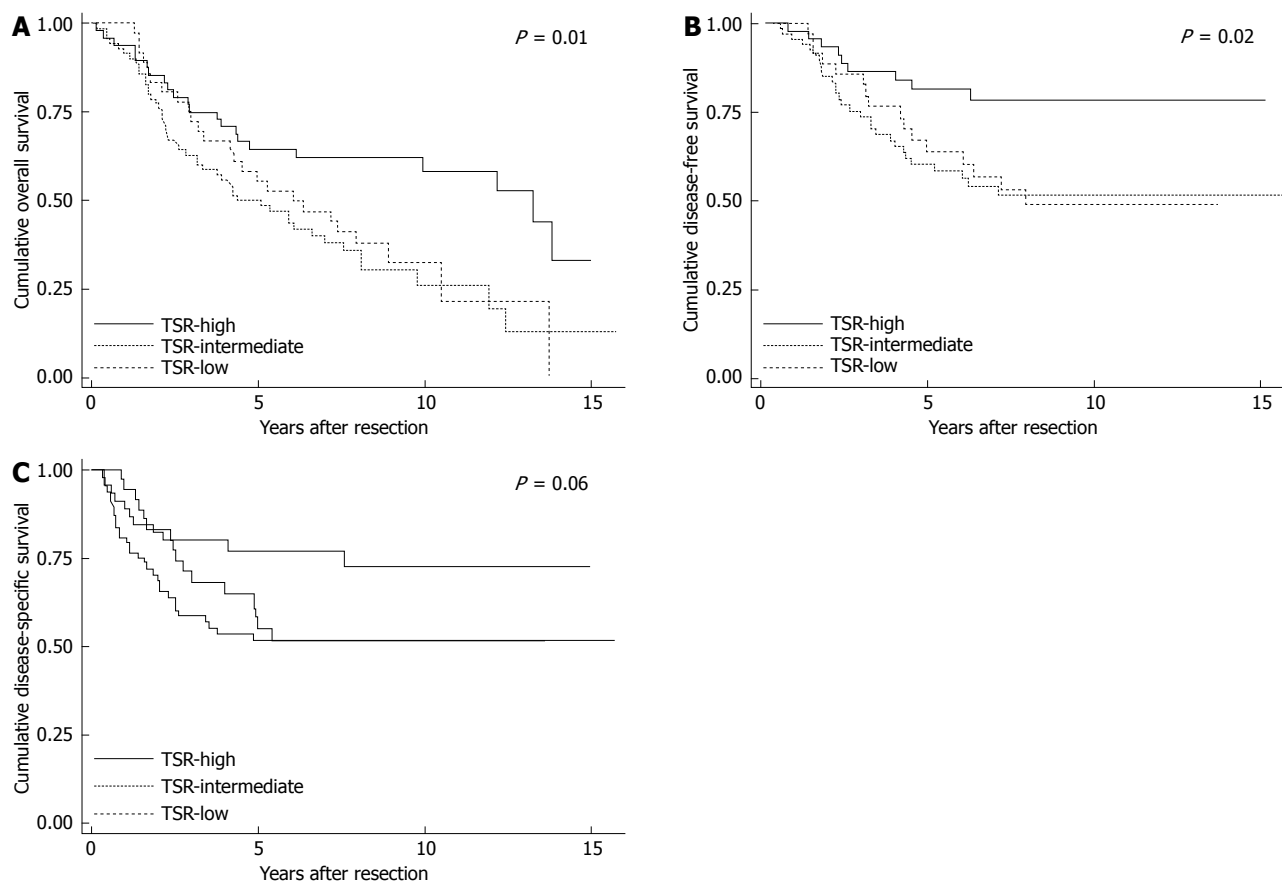 A
P = 0.01
Cumulative overall survival
1.00
0.75
0.50
0.25
0.00
TSR-high
TSR-intermediate
TSR-low
0 5 10 15
Years after resection
B
P = 0.02
Cumulative disease-free survival
1.00
0.75
0.50
0.25
0.00
TSR-high
TSR-intermediate
TSR-low
0 5 10 15
Years after resection
C
P = 0.06
Cumulative disease-specific survival
1.00
0.75
0.50
0.25
0.00
TSR-high
TSR-intermediate
TSR-low
0 5 10 15
Years after resection